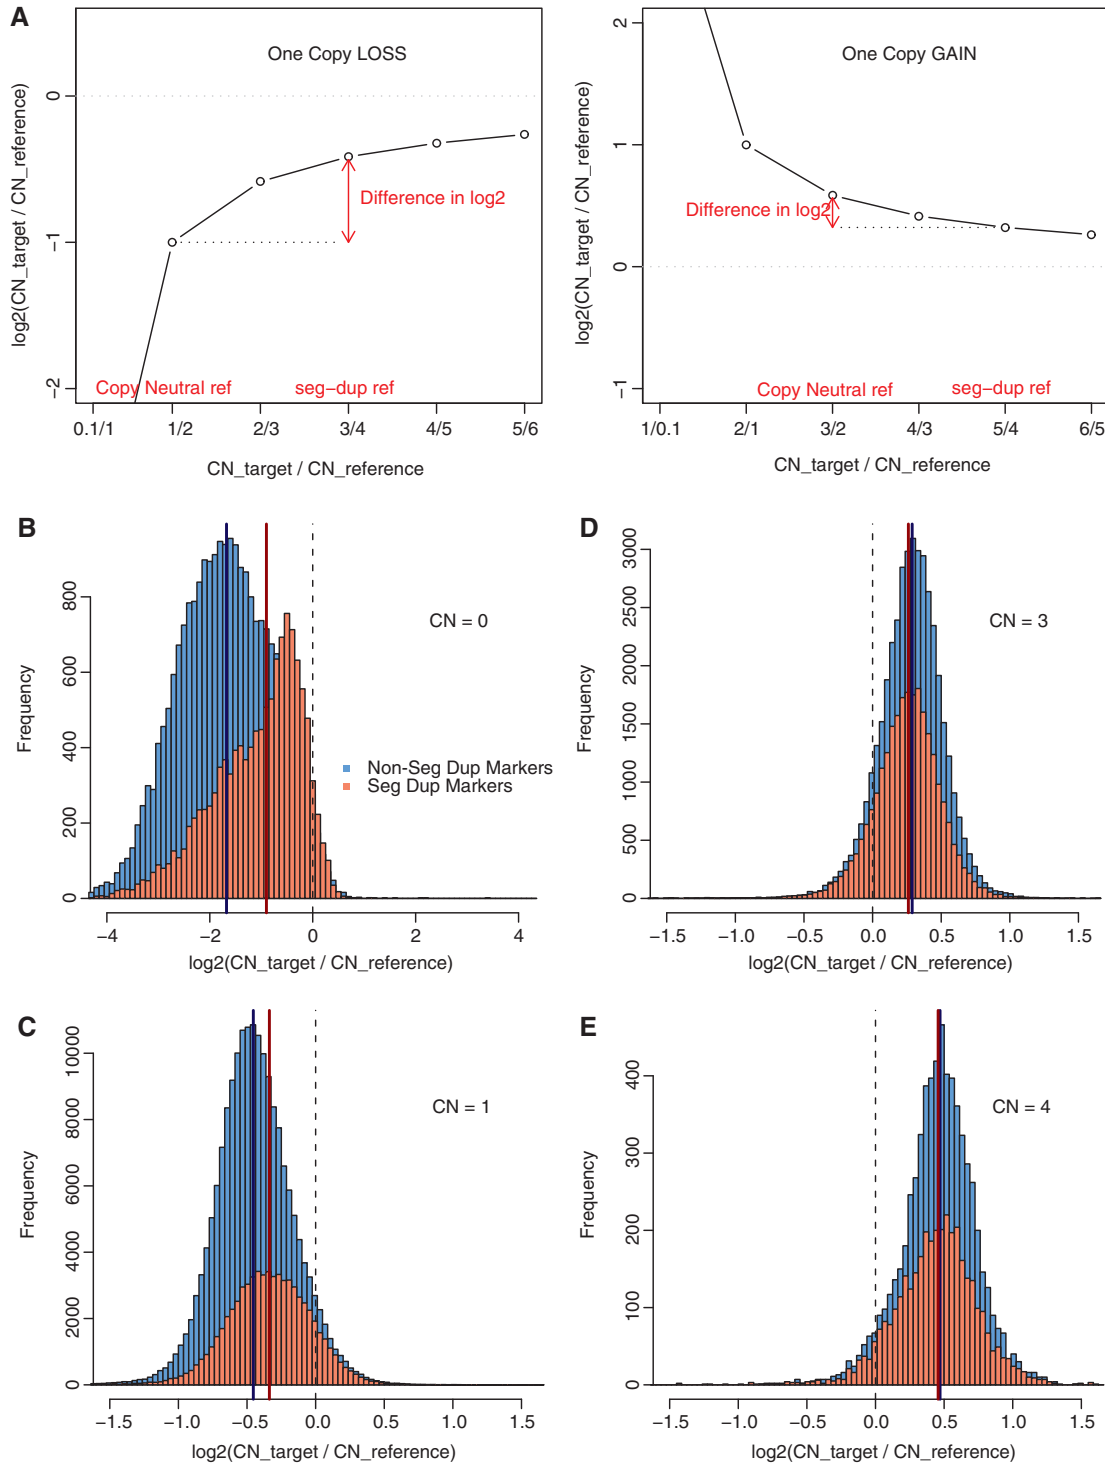 A
One Copy LOSS
0
−1
−2
log2(CN_target / CN_reference)
Difference in log2
Copy Neutral ref
seg−dup ref
0.1/1 1/2 2/3 3/4 4/5 5/6
CN_target / CN_reference
One Copy GAIN
2
1
0
−1
log2(CN_target / CN_reference)
Difference in log2
Copy Neutral ref
seg−dup ref
1/0.1 2/1 3/2 4/3 5/4 6/5
CN_target / CN_reference
B
CN = 0
800
600
400
200
0
Frequency
Non-Seg Dup Markers
Seg Dup Markers
−4 −2 0 2 4
log2(CN_target / CN_reference)
D
CN = 3
3000
2500
2000
1500
1000
500
0
Frequency
−1.5 −1.0 −0.5 0.0 0.5 1.0 1.5
log2(CN_target / CN_reference)
C
CN = 1
10000
8000
6000
4000
2000
0
Frequency
−1.5 −1.0 −0.5 0.0 0.5 1.0 1.5
log2(CN_target / CN_reference)
E
CN = 4
400
300
200
100
0
Frequency
−1.5 −1.0 −0.5 0.0 0.5 1.0 1.5
log2(CN_target / CN_reference)